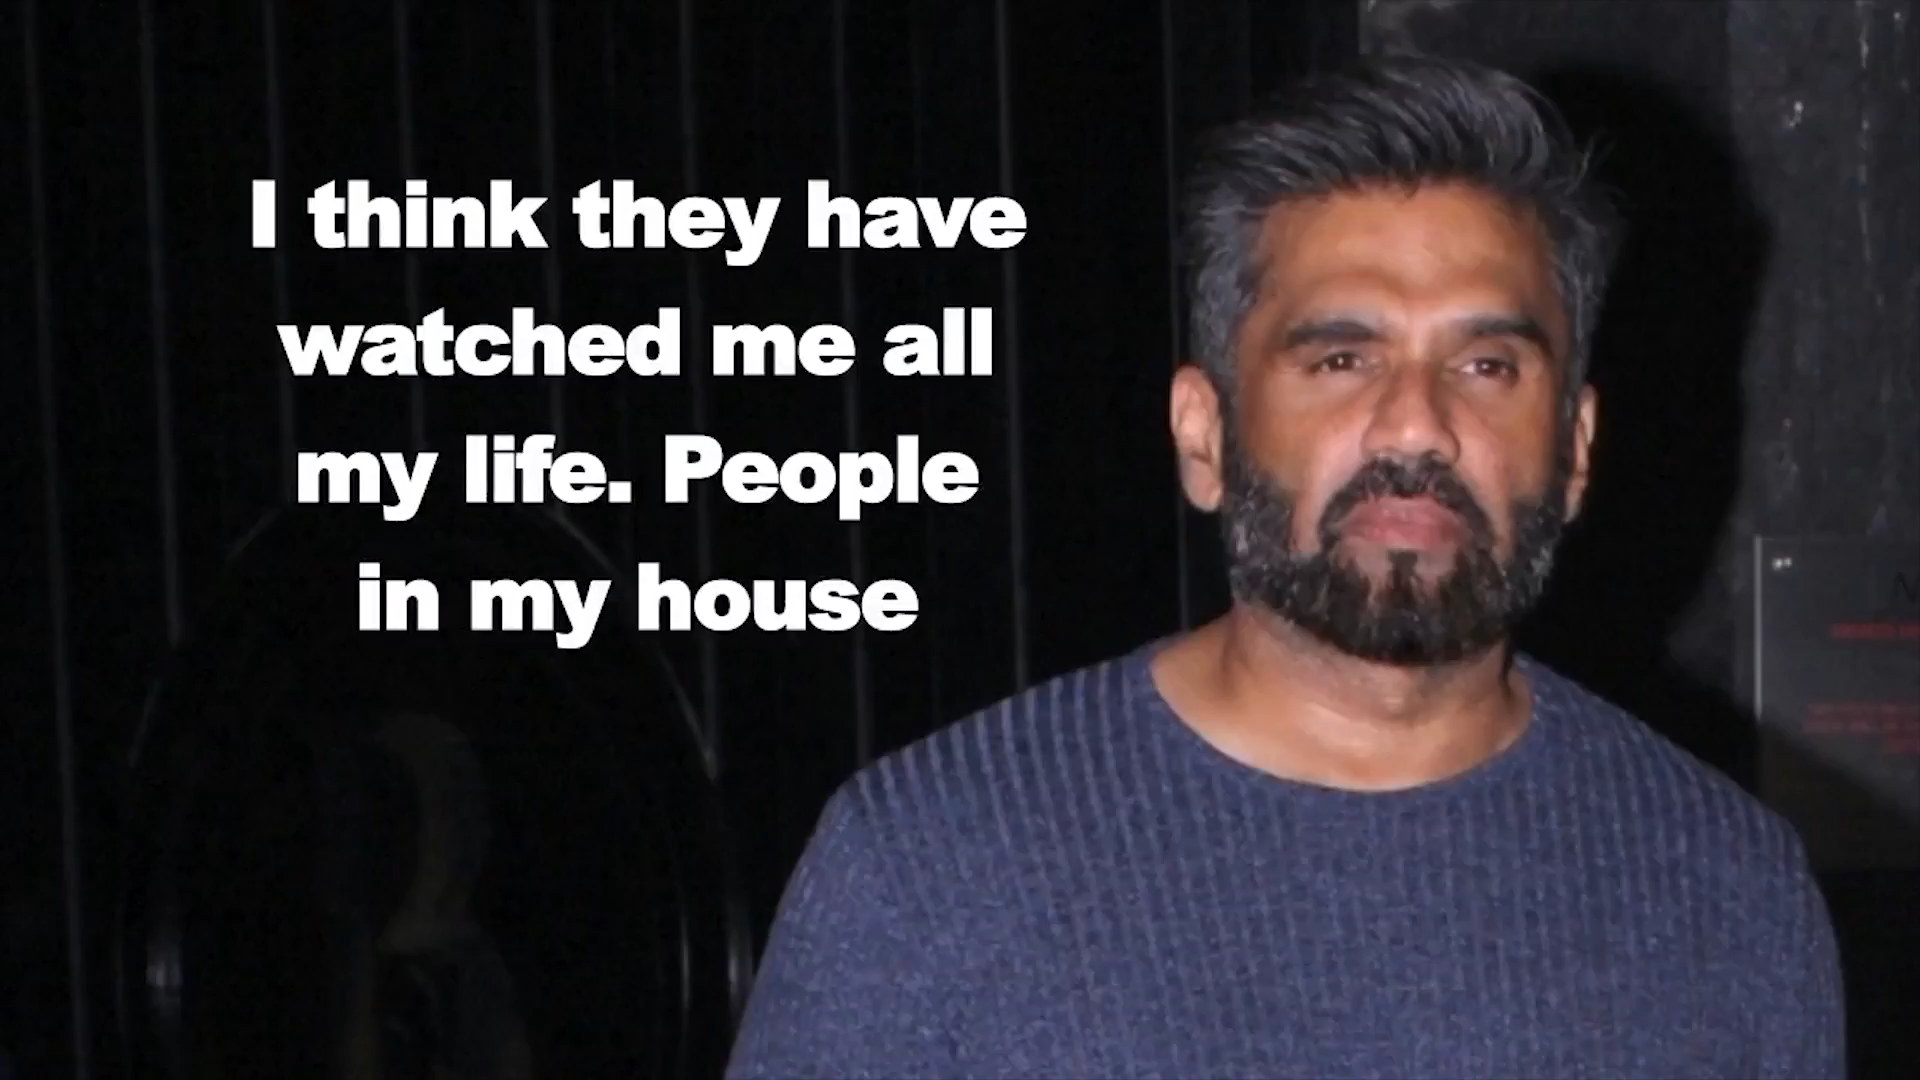 I think they have
watched me all
my life. People
in my house